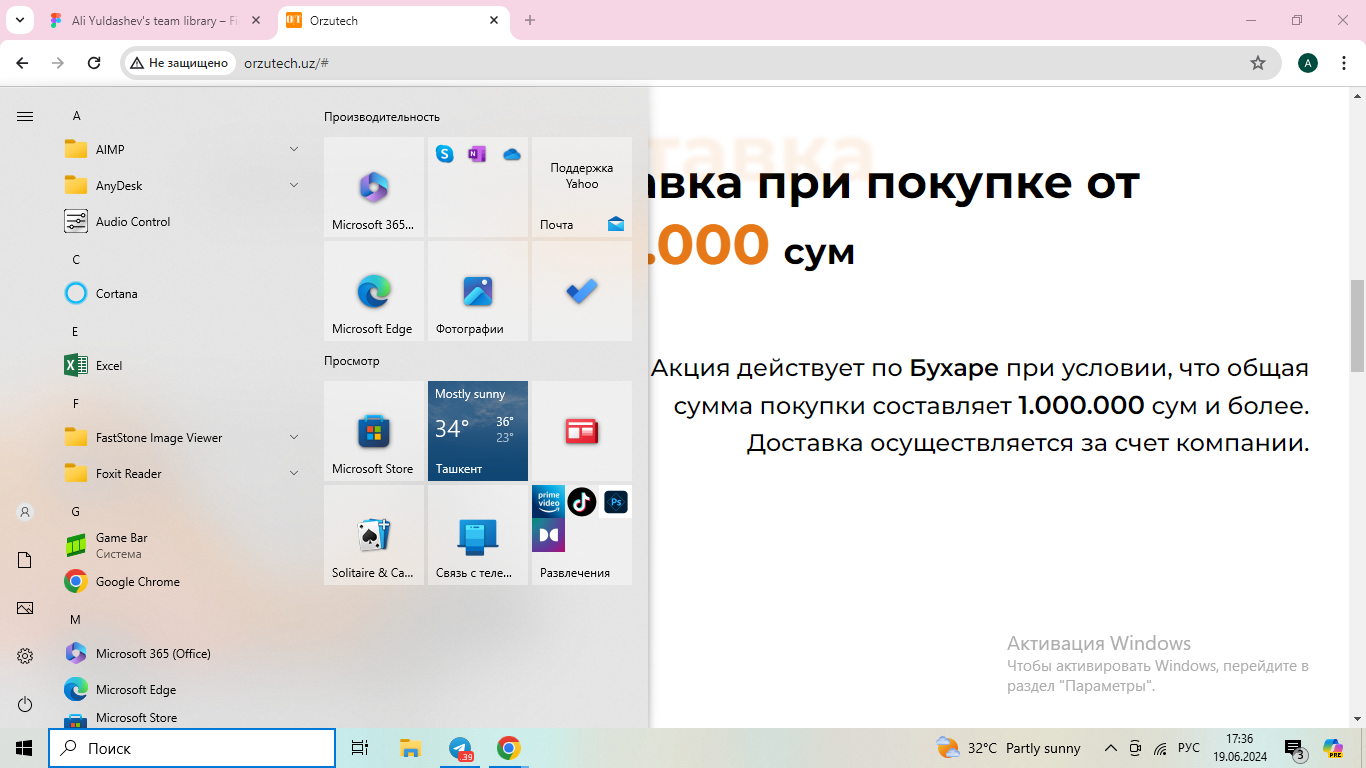 Ali Yuldashev's team library – Fi
Orzutech
Не защищено
orzutech.uz/#
A
A
AIMP
AnyDesk
Audio Control
C
Cortana
E
Excel
F
FastStone Image Viewer
Foxit Reader
G
Game Bar
Система
Google Chrome
M
Microsoft 365 (Office)
Microsoft Edge
Microsoft Store
Производительность
Microsoft 365...
Поддержка
Yahoo
Почта
Microsoft Edge
Фотографии
Просмотр
Microsoft Store
Mostly sunny
34°
36°
23°
Ташкент
Solitaire & Ca...
Связь с теле...
prime
video
Ps
Развлечения
тавка
авка при покупке от
.000 сум
Акция действует по Бухаре при условии, что общая
сумма покупки составляет 1.000.000 сум и более.
Доставка осуществляется за счет компании.
Активация Windows
Чтобы активировать Windows, перейдите в
раздел "Параметры".
Поиск
.39
32°C Partly sunny
РУС
17:36
19.06.2024
3
PRE